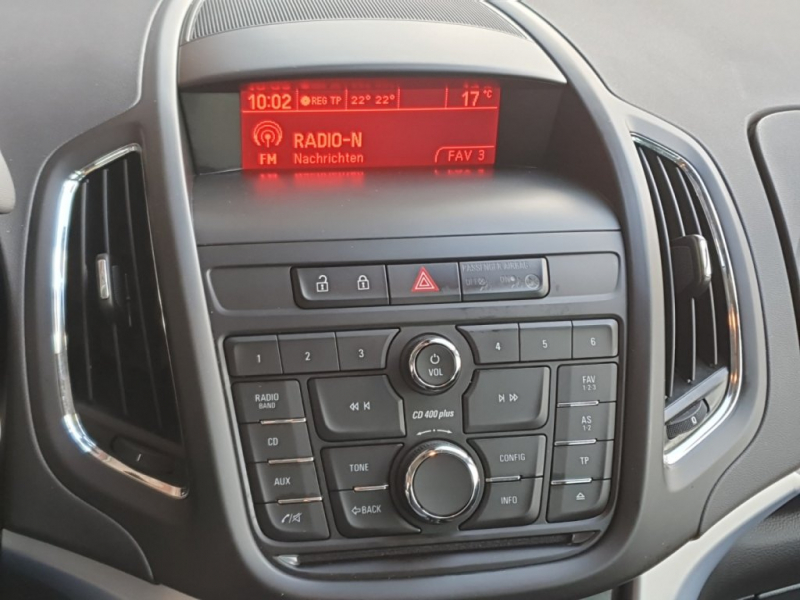 10:02 REG TP 22° 22° 17°C
RADIO-N
FM Nachrichten FAV 3
PASSENGER AIRBAG
1 2 3 VOL 4 5 6
RADIO BAND
FAV 1-2-3
CD 400 plus
CD
AS 1-2
TONE CONFIG TP
AUX
BACK INFO
0